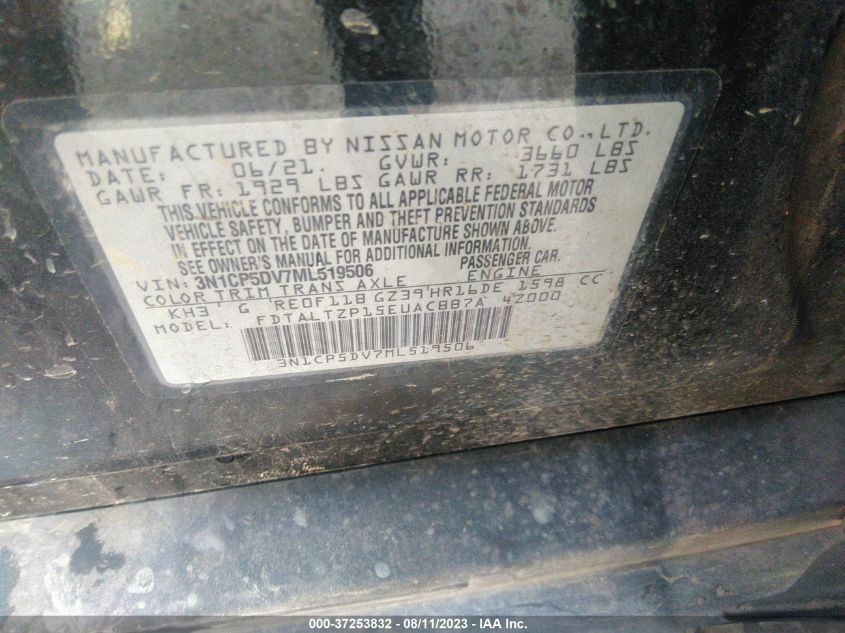 MANUFACTURED BY NISSAN MOTOR CO., LTD.
DATE: 06/21. GVWR: 3660 LBS
GAWR FR: 1929 LBS GAWR RR: 1731 LBS
THIS VEHICLE CONFORMS TO ALL APPLICABLE FEDERAL MOTOR
VEHICLE SAFETY, BUMPER AND THEFT PREVENTION STANDARDS
IN EFFECT ON THE DATE OF MANUFACTURE SHOWN ABOVE.
SEE OWNER'S MANUAL FOR ADDITIONAL INFORMATION.
VIN: 3N1CP5DV7ML519506 PASSENGER CAR.
COLOR TRIM TRANS AXLE ENGINE
KH3 G RE0F11B GZ39 HR16DE 1598 CC
MODEL: FDTALTZP15EUACBB7A 4Z000
3N1CP5DV7ML519506
000-37253832 - 08/11/2023 - IAA Inc.